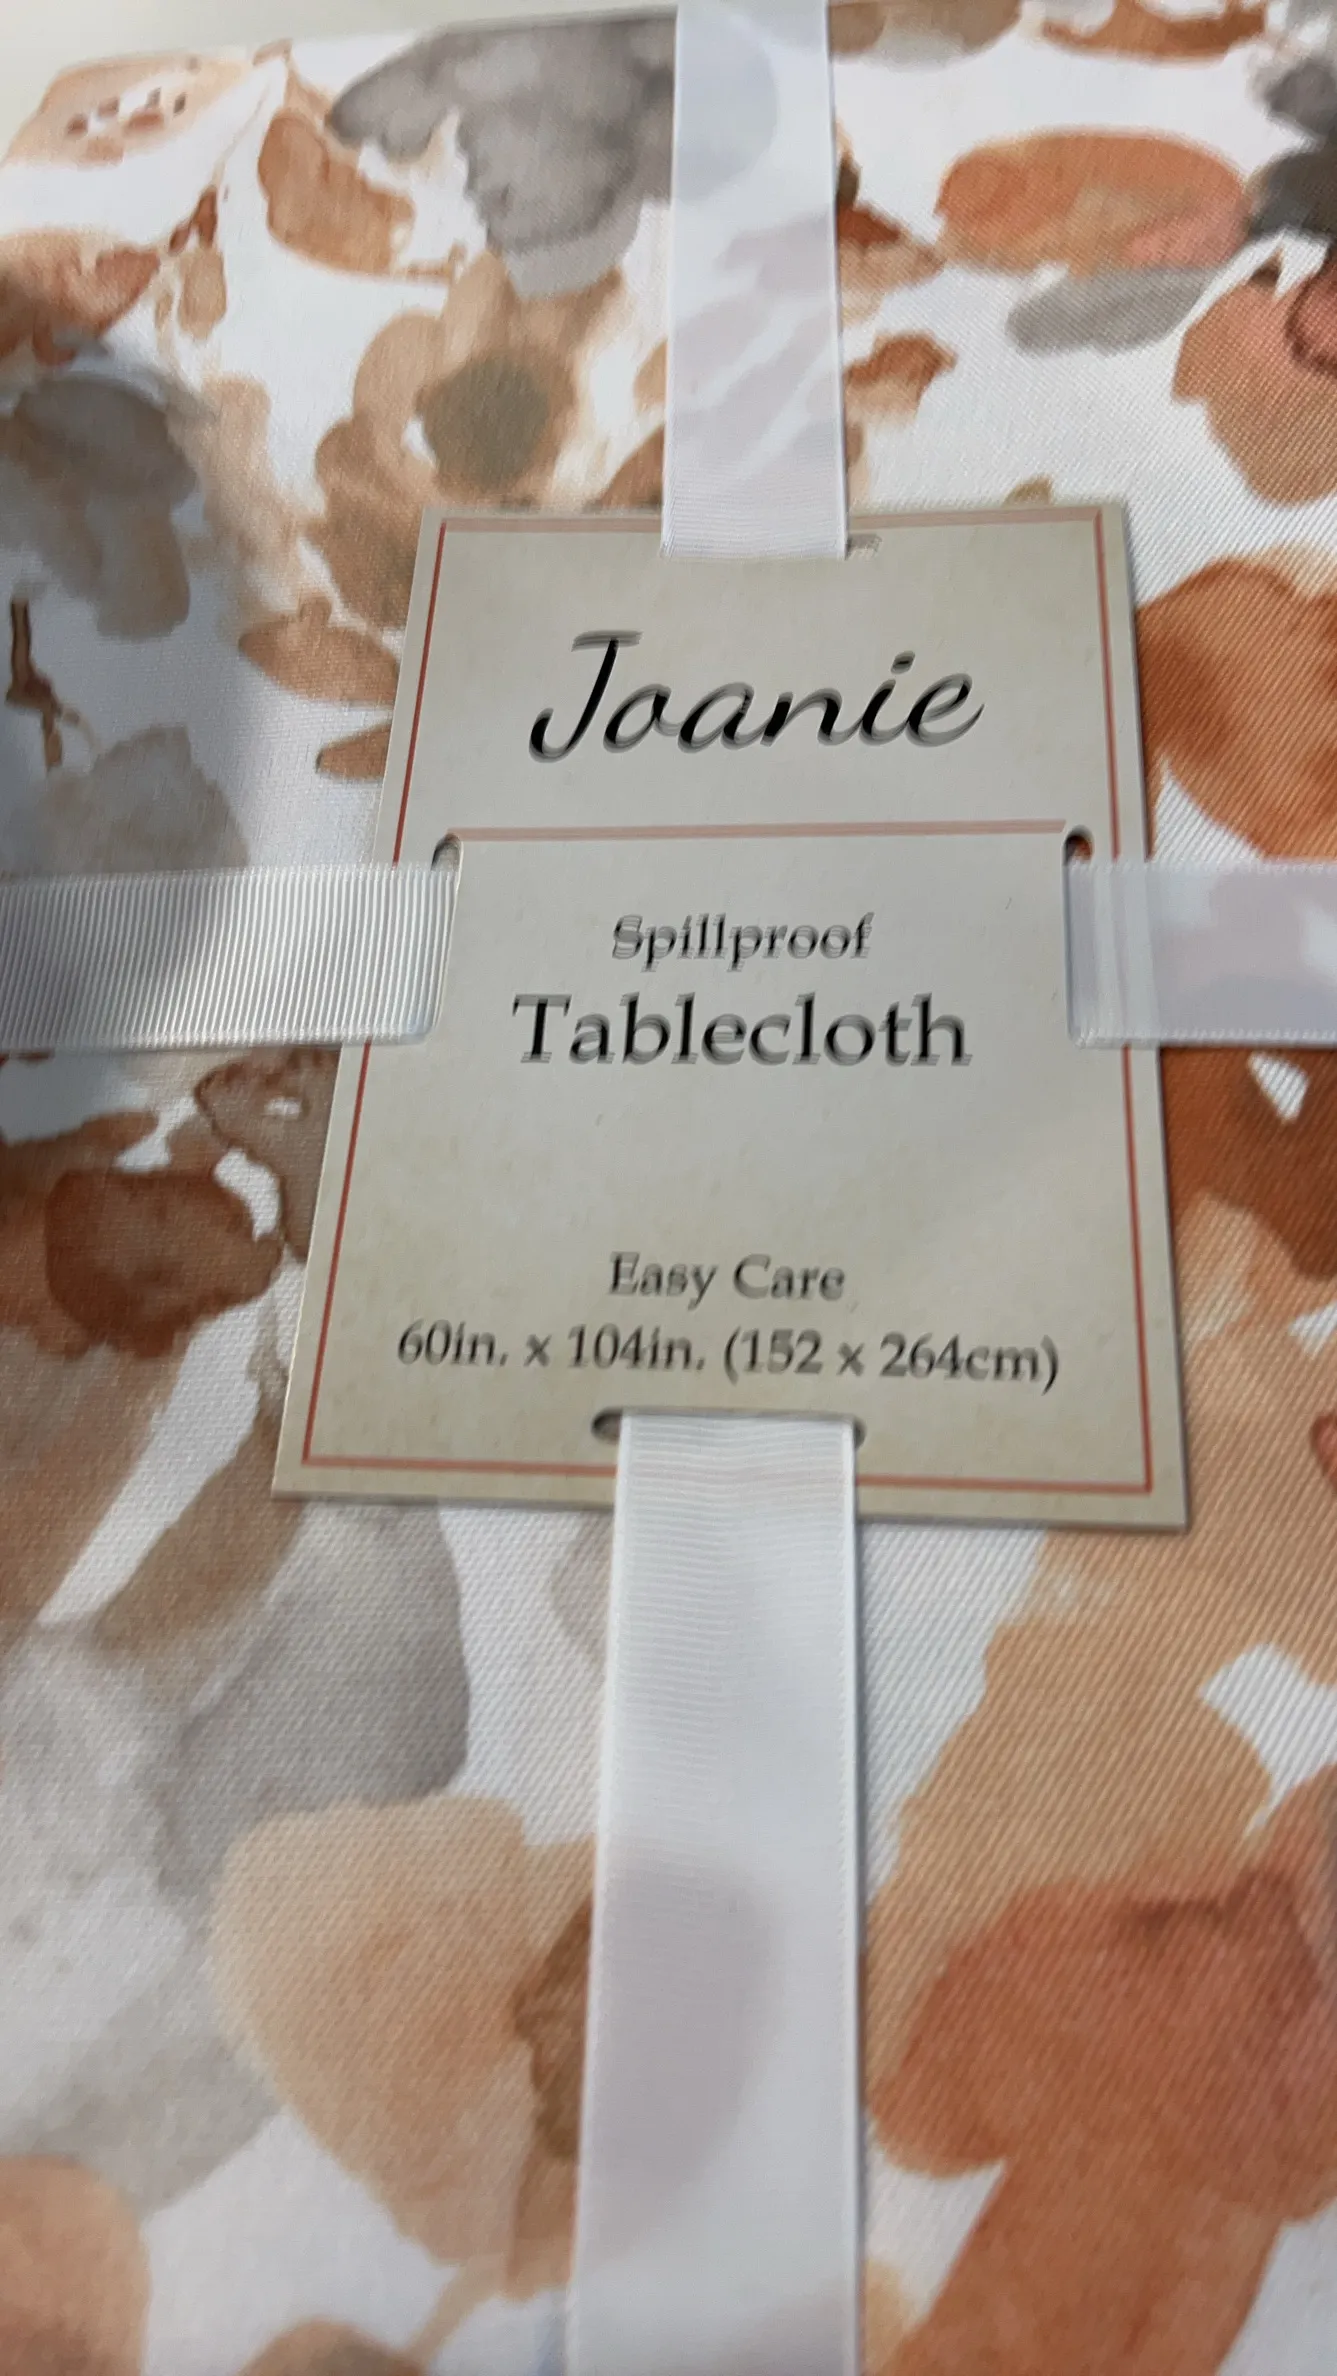 Joanie
Spillproof
Tablecloth
Easy Care
60in. x 104in. (152 x 264cm)